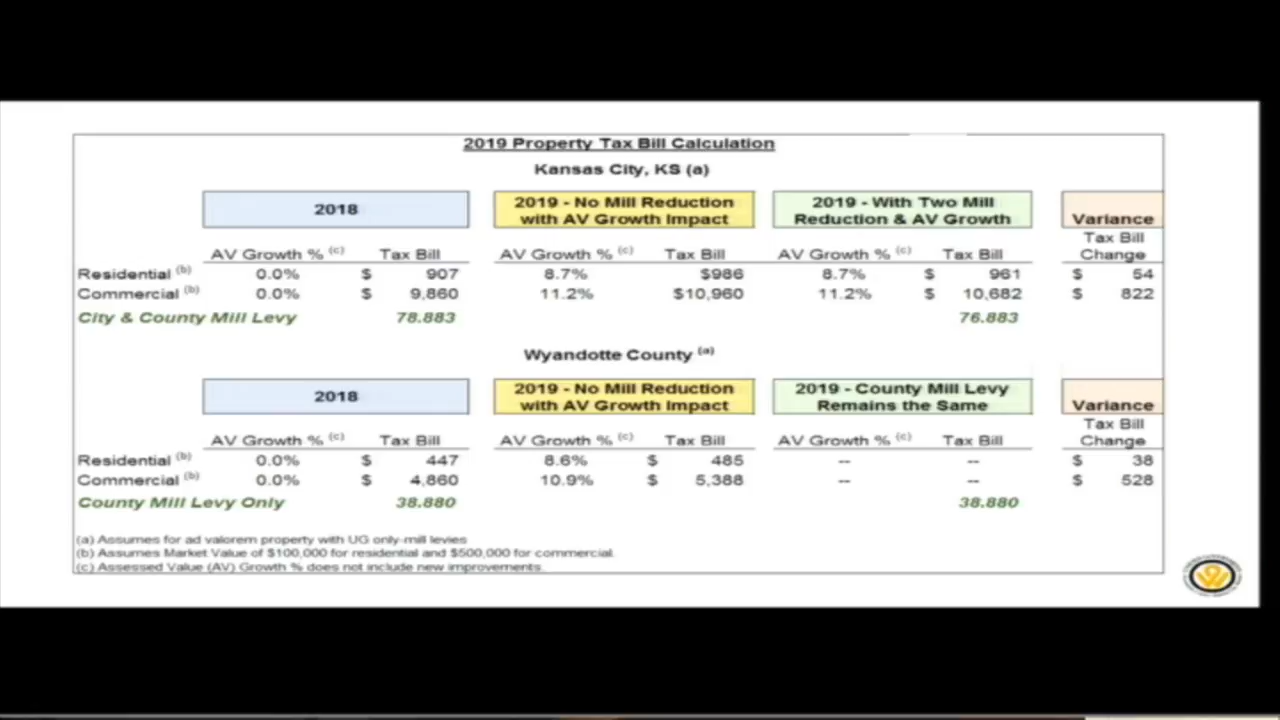 2019 Property Tax Bill Calculation
Kansas City, KS (a)
2018
2019 - No Mill Reduction with AV Growth Impact
2019 - With Two Mill Reduction & AV Growth
Variance
AV Growth % (c) Tax Bill AV Growth % (c) Tax Bill AV Growth % (c) Tax Bill Tax Bill Change
Residential (b) 0.0% $ 907 8.7% $986 8.7% $ 961 $ 54
Commercial (b) 0.0% $ 9,860 11.2% $10,960 11.2% $ 10,682 $ 822
City & County Mill Levy 78.883 76.883
Wyandotte County (a)
2018
2019 - No Mill Reduction with AV Growth Impact
2019 - County Mill Levy Remains the Same
Variance
AV Growth % (c) Tax Bill AV Growth % (c) Tax Bill AV Growth % (c) Tax Bill Tax Bill Change
Residential (b) 0.0% $ 447 8.6% $ 485 -- -- $ 38
Commercial (b) 0.0% $ 4,860 10.9% $ 5,388 -- -- $ 528
County Mill Levy Only 38.880 38.880
(a) Assumes for ad valorem property with UG only-mill levies
(b) Assumes Market Value of $100,000 for residential and $500,000 for commercial.
(c) Assessed Value (AV) Growth % does not include new improvements.